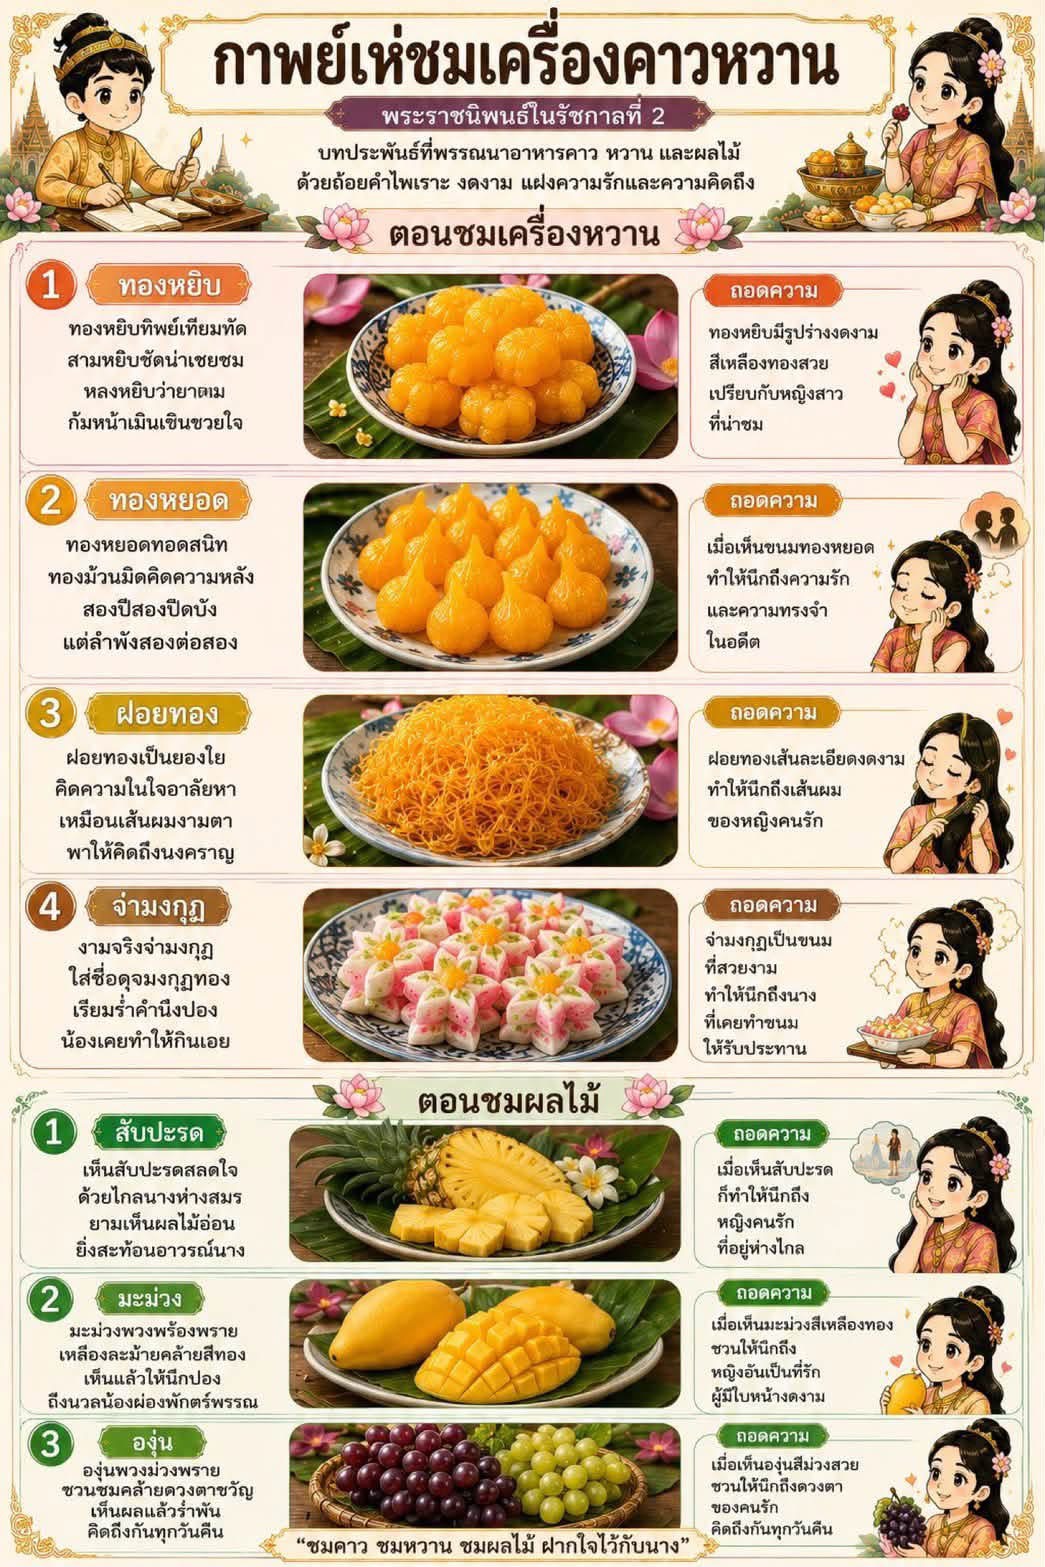 กาพย์เห่ชมเครื่องคาวหวาน
พระราชนิพนธ์ในรัชกาลที่ 2
บทประพันธ์ที่พรรณนาอาหารคาว หวาน และผลไม้
ด้วยถ้อยคำไพเราะ งดงาม แฝงความรักและความคิดถึง
ตอนชมเครื่องหวาน
1 ทองหยิบ
ทองหยิบทิพย์เทียมทัด
สามหยิบชัดน่าเชยชม
หลงหยิบว่ายาดม
ก้มหน้าเมินเขินขวยใจ
ถอดความ
ทองหยิบมีรูปร่างงดงาม
สีเหลืองทองสวย
เปรียบกับหญิงสาว
ที่น่าชม
2 ทองหยอด
ทองหยอดทอดสนิท
ทองม้วนมิดคิดความหลัง
สองปีสองปิดบัง
แต่ลำพังสองต่อสอง
ถอดความ
เมื่อเห็นขนมทองหยอด
ทำให้นึกถึงความรัก
และความทรงจำ
ในอดีต
3 ฝอยทอง
ฝอยทองเป็นยองใย
คิดความในใจอาลัยหา
เหมือนเส้นผมงามตา
พาให้คิดถึงนงคราญ
ถอดความ
ฝอยทองเส้นละเอียดงดงาม
ทำให้นึกถึงเส้นผม
ของหญิงคนรัก
4 จ่ามงกุฎ
งามจริงจ่ามงกุฎ
ใส่ชื่อดุจมงกุฎทอง
เรียมร่ำคำนึงปอง
น้องเคยทำให้กินเอย
ถอดความ
จ่ามงกุฎเป็นขนม
ที่สวยงาม
ทำให้นึกถึงนาง
ที่เคยทำขนม
ให้รับประทาน
ตอนชมผลไม้
1 สับปะรด
เห็นสับปะรดสลดใจ
ด้วยไกลนางห่างสมร
ยามเห็นผลไม้อ่อน
ยิ่งสะท้อนอาวรณ์นาง
ถอดความ
เมื่อเห็นสับปะรด
ก็ทำให้นึกถึง
หญิงคนรัก
ที่อยู่ห่างไกล
2 มะม่วง
มะม่วงพวงพร้องพราย
เหลืองละม้ายคล้ายสีทอง
เห็นแล้วให้นึกปอง
ถึงนวลน้องผ่องพักตร์พรรณ
ถอดความ
เมื่อเห็นมะม่วงสีเหลืองทอง
ชวนให้นึกถึง
หญิงอันเป็นที่รัก
ผู้มีใบหน้างดงาม
3 องุ่น
องุ่นพวงม่วงพราย
ชวนชมคล้ายดวงตาขวัญ
เห็นผลแล้วรำพัน
คิดถึงกันทุกวันคืน
ถอดความ
เมื่อเห็นองุ่นสีม่วงสวย
ชวนให้นึกถึงดวงตา
ของคนรัก
คิดถึงกันทุกวันคืน
“ชมคาว ชมหวาน ชมผลไม้ ฝากใจไว้กับนาง”